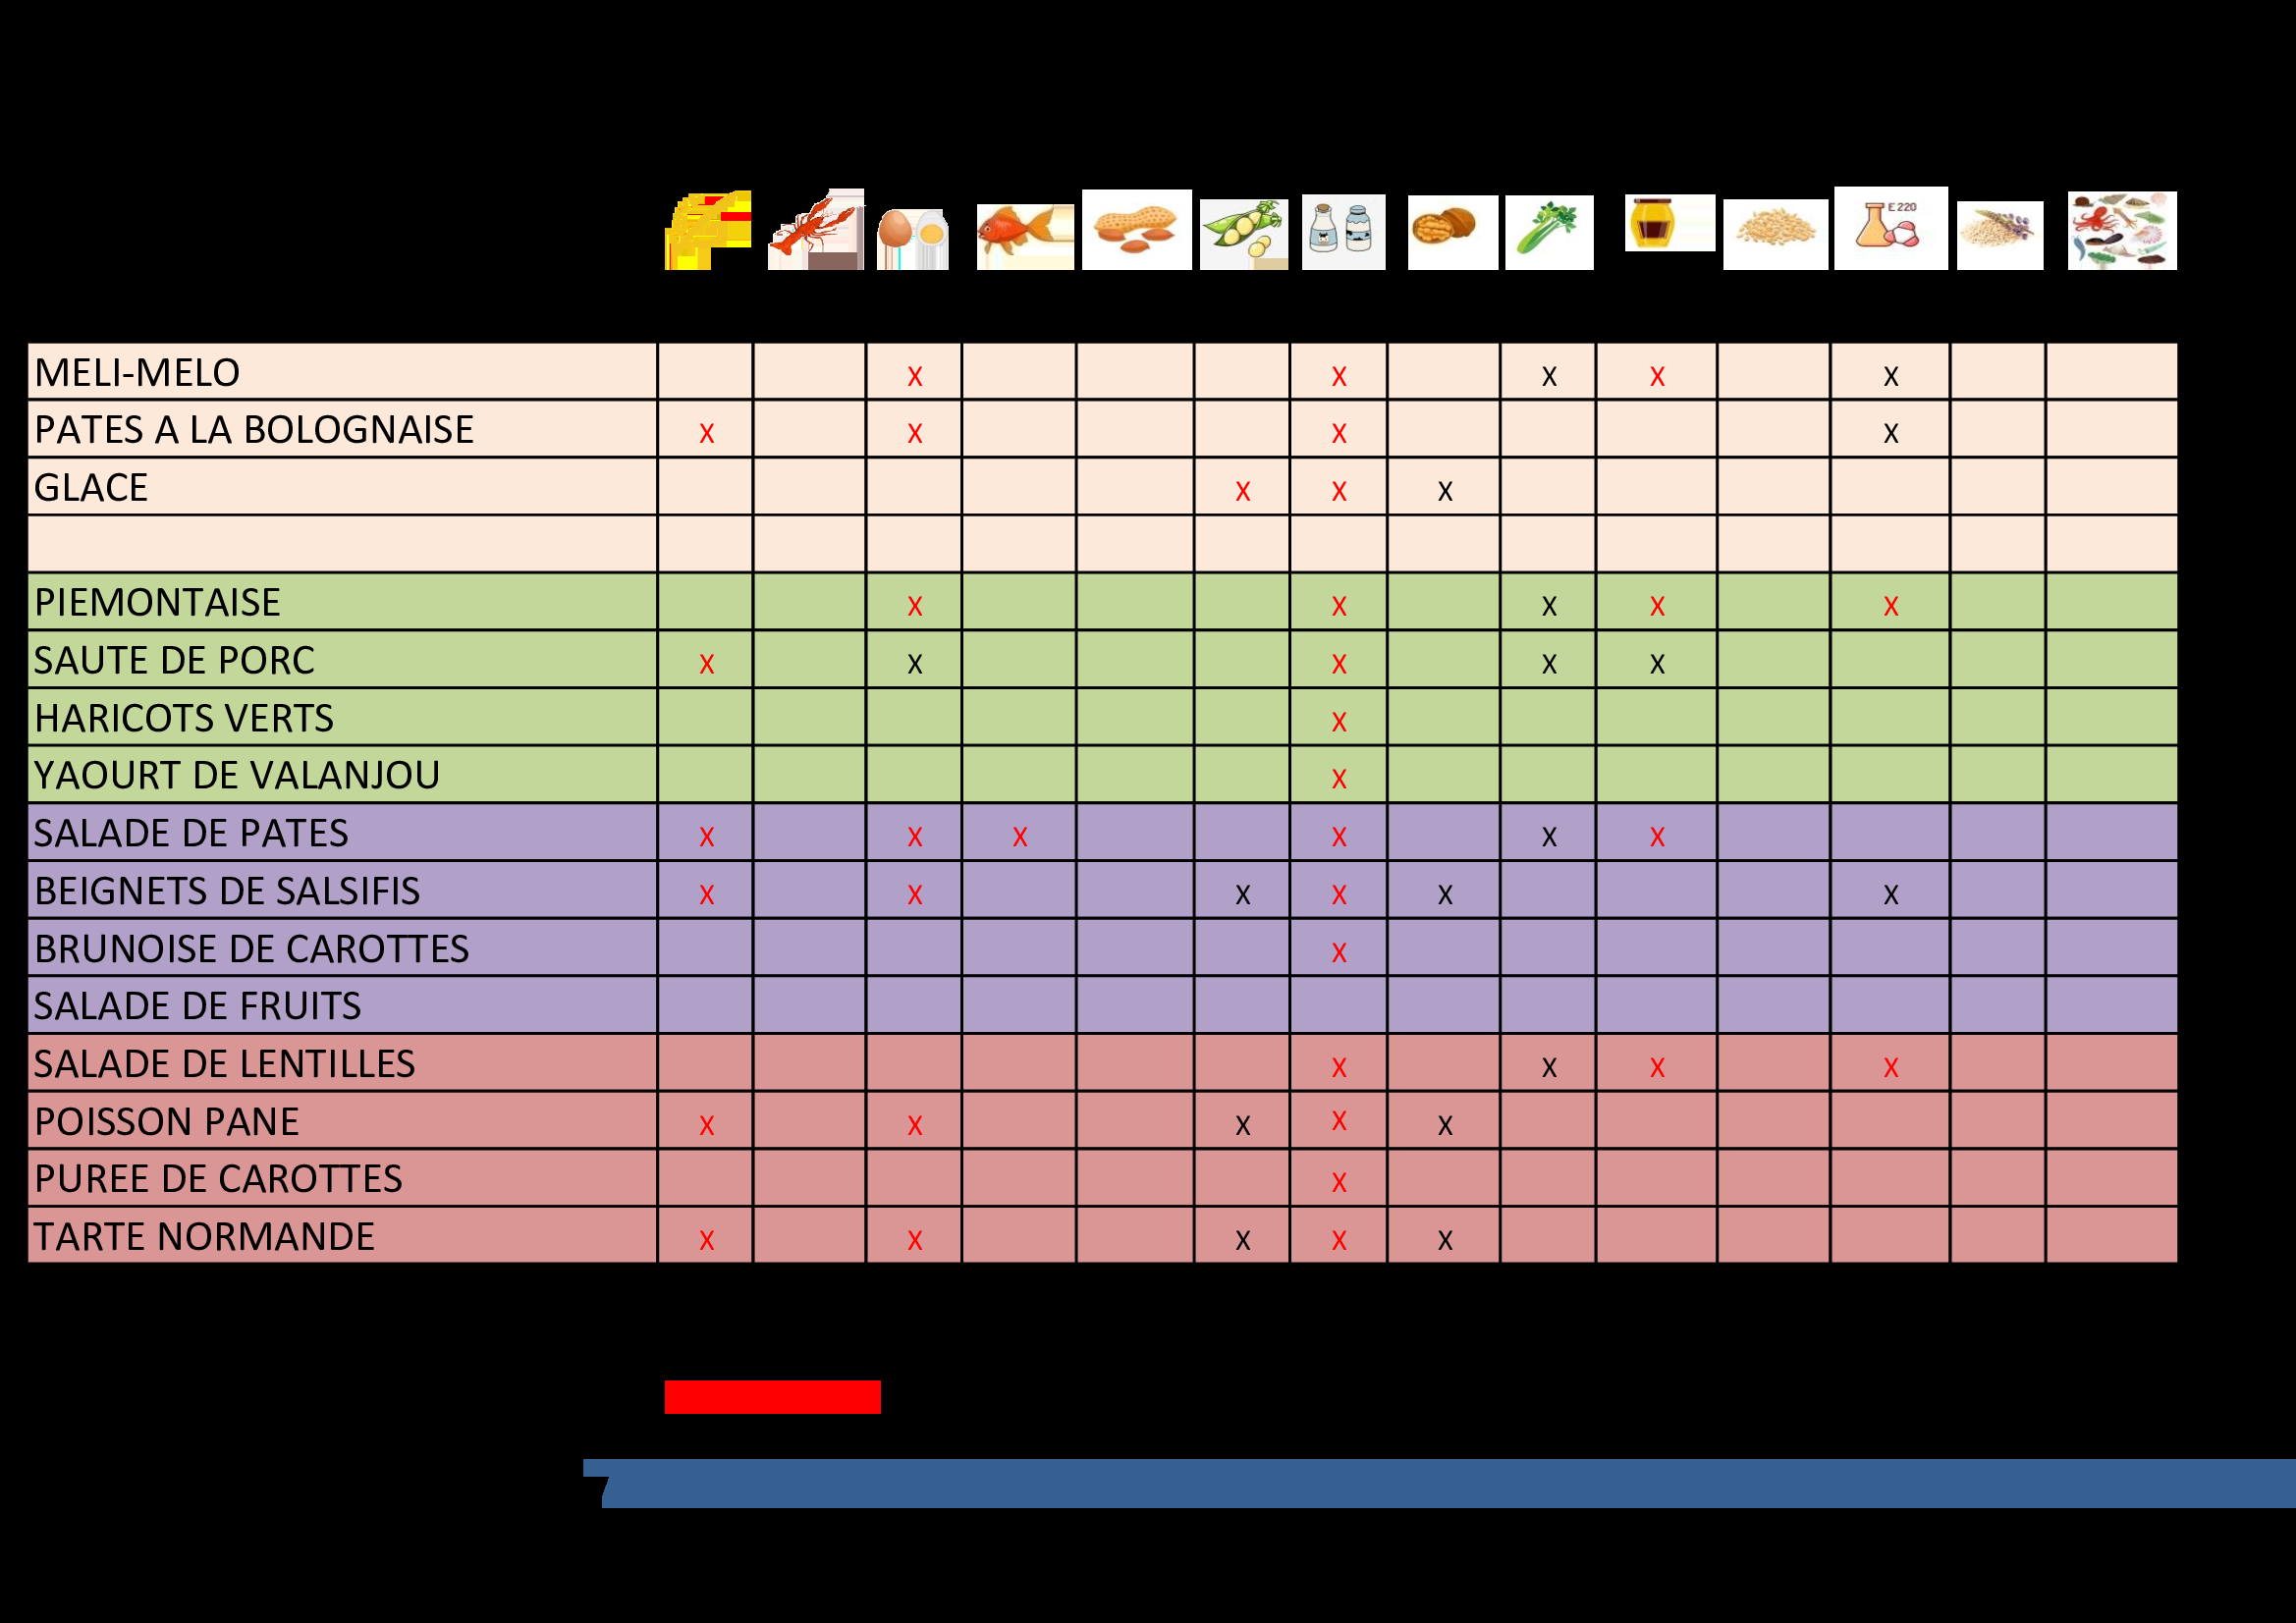 E 220
MELI-MELO X X X X X
PATES A LA BOLOGNAISE X X X X
GLACE X X X
PIEMONTAISE X X X X X
SAUTE DE PORC X X X X X
HARICOTS VERTS X
YAOURT DE VALANJOU X
SALADE DE PATES X X X X X X
BEIGNETS DE SALSIFIS X X X X X X
BRUNOISE DE CAROTTES X
SALADE DE FRUITS
SALADE DE LENTILLES X X X X
POISSON PANE X X X X X
PUREE DE CAROTTES X
TARTE NORMANDE X X X X X